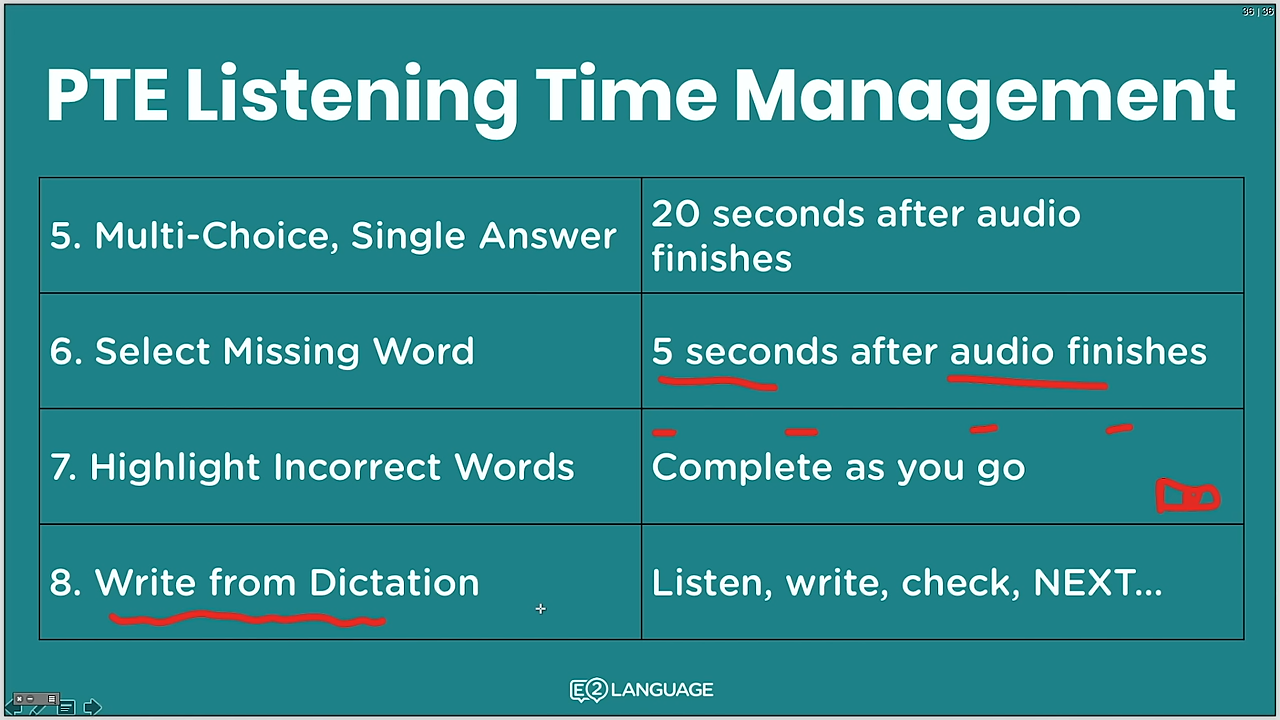 36 | 36
PTE Listening Time Management
5. Multi-Choice, Single Answer
20 seconds after audio
finishes
6. Select Missing Word
5 seconds after audio finishes
7. Highlight Incorrect Words
Complete as you go
8. Write from Dictation
Listen, write, check, NEXT...
E2 LANGUAGE